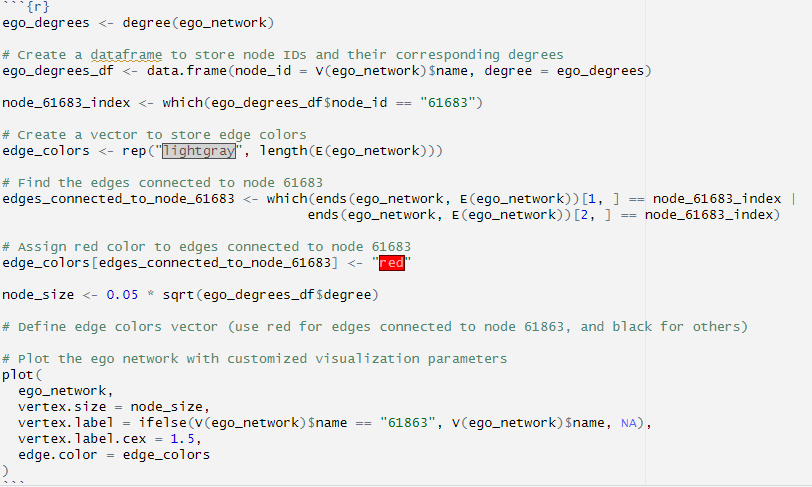 ```{r}
ego_degrees <- degree(ego_network)
# Create a dataframe to store node IDs and their corresponding degrees
ego_degrees_df <- data.frame(node_id = V(ego_network)$name, degree = ego_degrees)
node_61683_index <- which(ego_degrees_df$node_id == "61683")
# Create a vector to store edge colors
edge_colors <- rep("lightgray", length(E(ego_network)))
# Find the edges connected to node 61683
edges_connected_to_node_61683 <- which(ends(ego_network, E(ego_network))[1, ] == node_61683_index |
ends(ego_network, E(ego_network))[2, ] == node_61683_index)
# Assign red color to edges connected to node 61683
edge_colors[edges_connected_to_node_61683] <- "red"
node_size <- 0.05 * sqrt(ego_degrees_df$degree)
# Define edge colors vector (use red for edges connected to node 61863, and black for others)
# Plot the ego network with customized visualization parameters
plot(
ego_network,
vertex.size = node_size,
vertex.label = ifelse(V(ego_network)$name == "61863", V(ego_network)$name, NA),
vertex.label.cex = 1.5,
edge.color = edge_colors
)
```